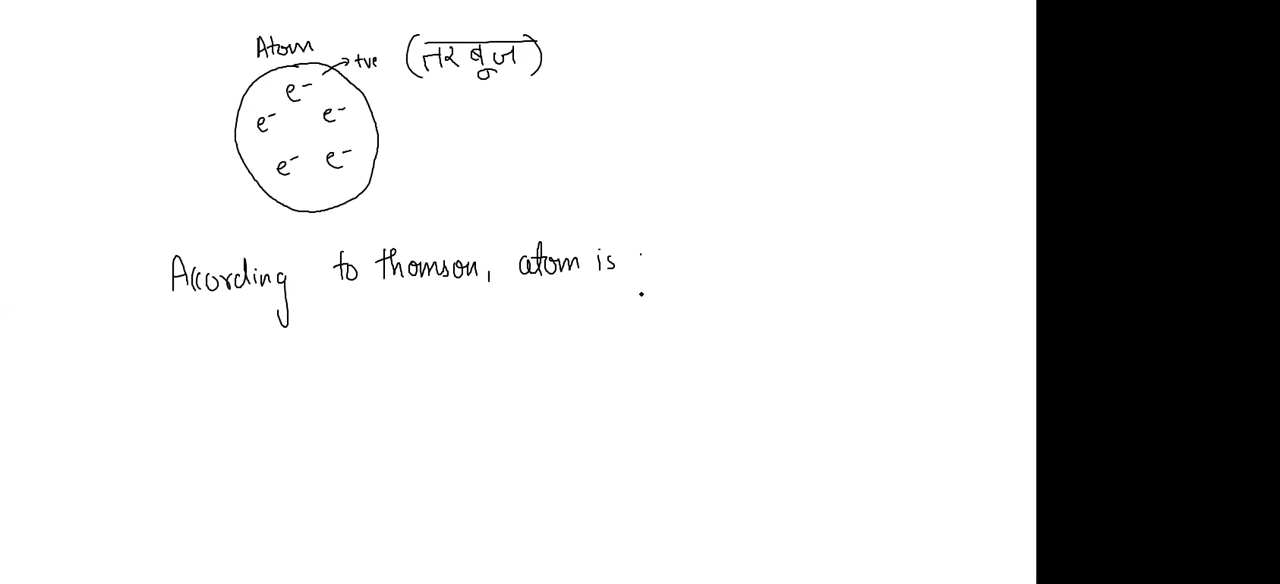 Atom
+ve (तरबूज)
e-
e- e-
e- e-
According to thomson, atom is